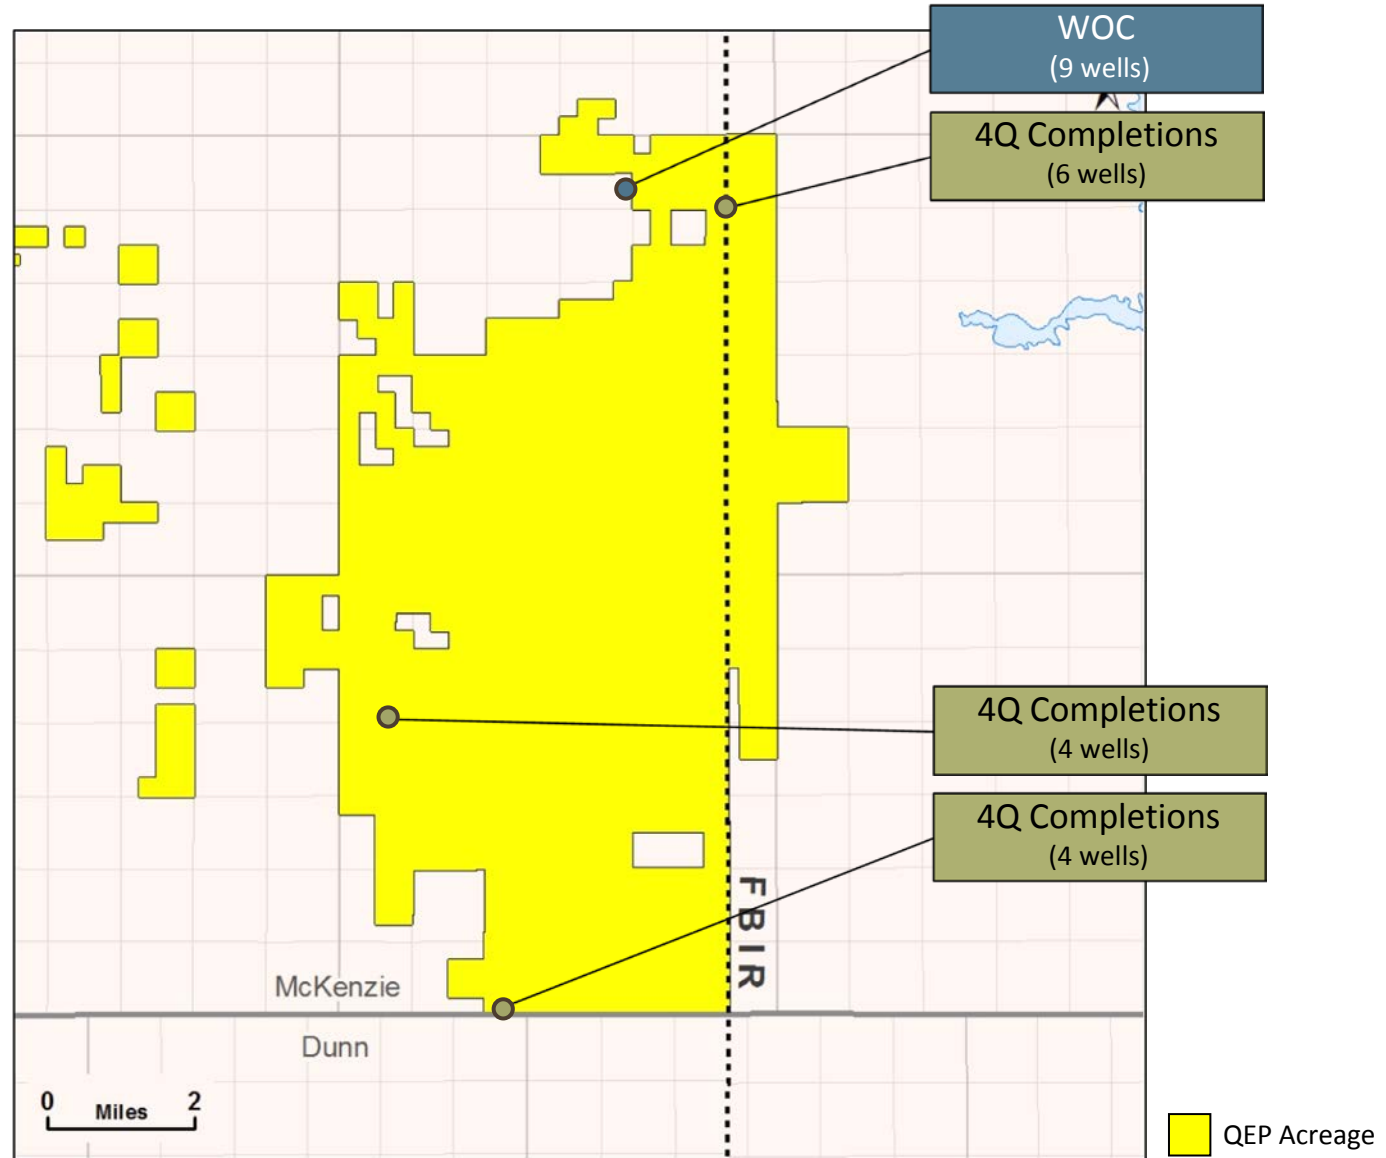 WOC
(9 wells)
4Q Completions
(6 wells)
4Q Completions
(4 wells)
4Q Completions
(4 wells)
FBIR
McKenzie
Dunn
0 Miles 2
QEP Acreage